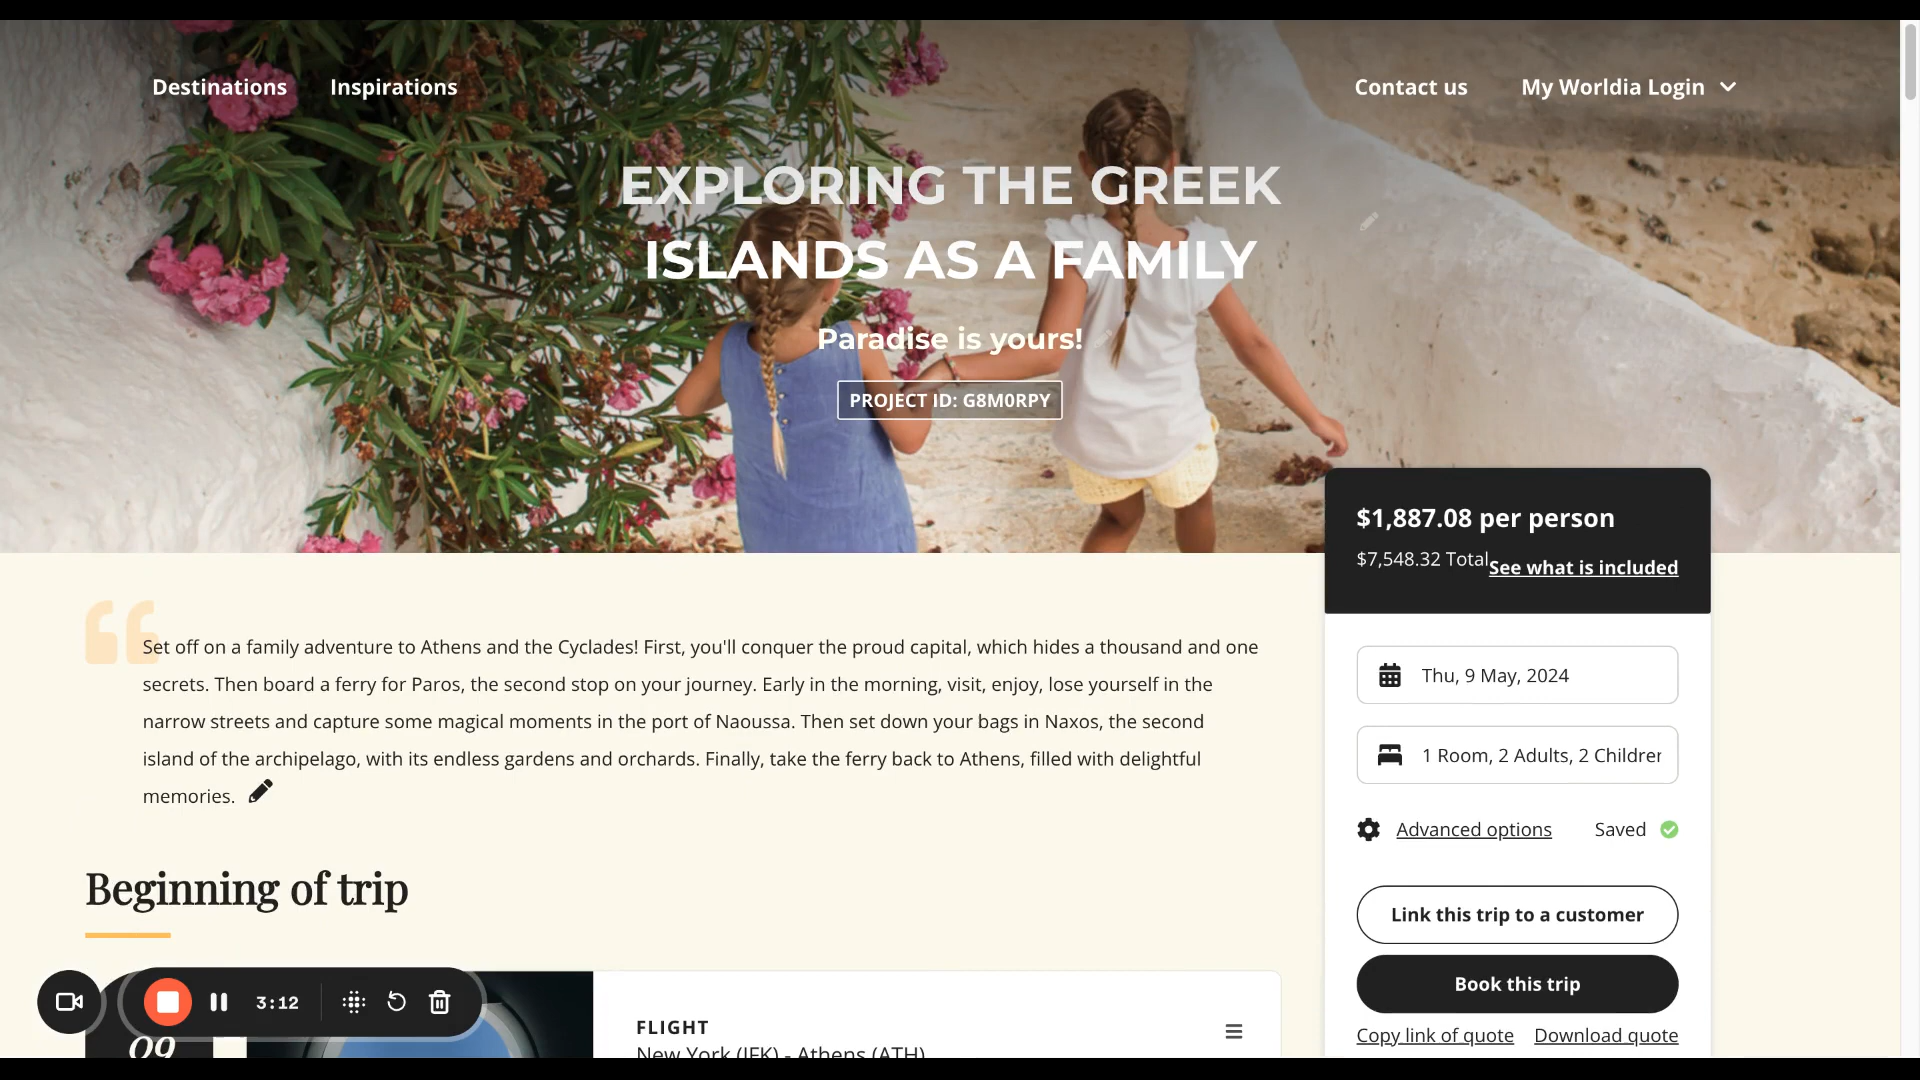 Destinations
Inspirations
Contact us
My Worldia Login
EXPLORING THE GREEK
ISLANDS AS A FAMILY
Paradise is yours!
PROJECT ID: G8M0RPY
$1,887.08 per person
$7,548.32 Total
See what is included
Set off on a family adventure to Athens and the Cyclades! First, you'll conquer the proud capital, which hides a thousand and one
secrets. Then board a ferry for Paros, the second stop on your journey. Early in the morning, visit, enjoy, lose yourself in the
narrow streets and capture some magical moments in the port of Naoussa. Then set down your bags in Naxos, the second
island of the archipelago, with its endless gardens and orchards. Finally, take the ferry back to Athens, filled with delightful
memories.
Thu, 9 May, 2024
1 Room, 2 Adults, 2 Children
Advanced options
Saved
Link this trip to a customer
Book this trip
Copy link of quote
Download quote
Beginning of trip
3:12
09
FLIGHT
New York (JFK) - Athens (ATH)